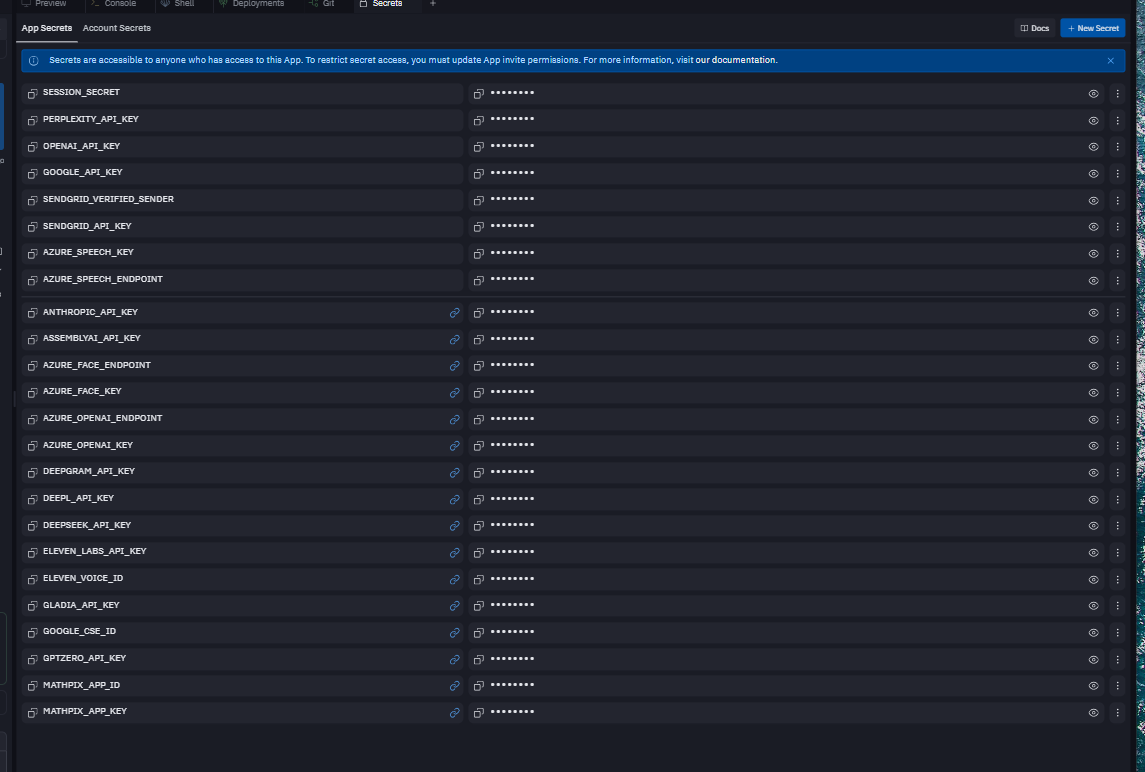 Preview Console Shell Deployments Git Secrets
App Secrets Account Secrets Docs + New Secret
Secrets are accessible to anyone who has access to this App. To restrict secret access, you must update App invite permissions. For more information, visit our documentation.
SESSION_SECRET ••••••••
PERPLEXITY_API_KEY ••••••••
OPENAI_API_KEY ••••••••
GOOGLE_API_KEY ••••••••
SENDGRID_VERIFIED_SENDER ••••••••
SENDGRID_API_KEY ••••••••
AZURE_SPEECH_KEY ••••••••
AZURE_SPEECH_ENDPOINT ••••••••
ANTHROPIC_API_KEY ••••••••
ASSEMBLYAI_API_KEY ••••••••
AZURE_FACE_ENDPOINT ••••••••
AZURE_FACE_KEY ••••••••
AZURE_OPENAI_ENDPOINT ••••••••
AZURE_OPENAI_KEY ••••••••
DEEPGRAM_API_KEY ••••••••
DEEPL_API_KEY ••••••••
DEEPSEEK_API_KEY ••••••••
ELEVEN_LABS_API_KEY ••••••••
ELEVEN_VOICE_ID ••••••••
GLADIA_API_KEY ••••••••
GOOGLE_CSE_ID ••••••••
GPTZERO_API_KEY ••••••••
MATHPIX_APP_ID ••••••••
MATHPIX_APP_KEY ••••••••